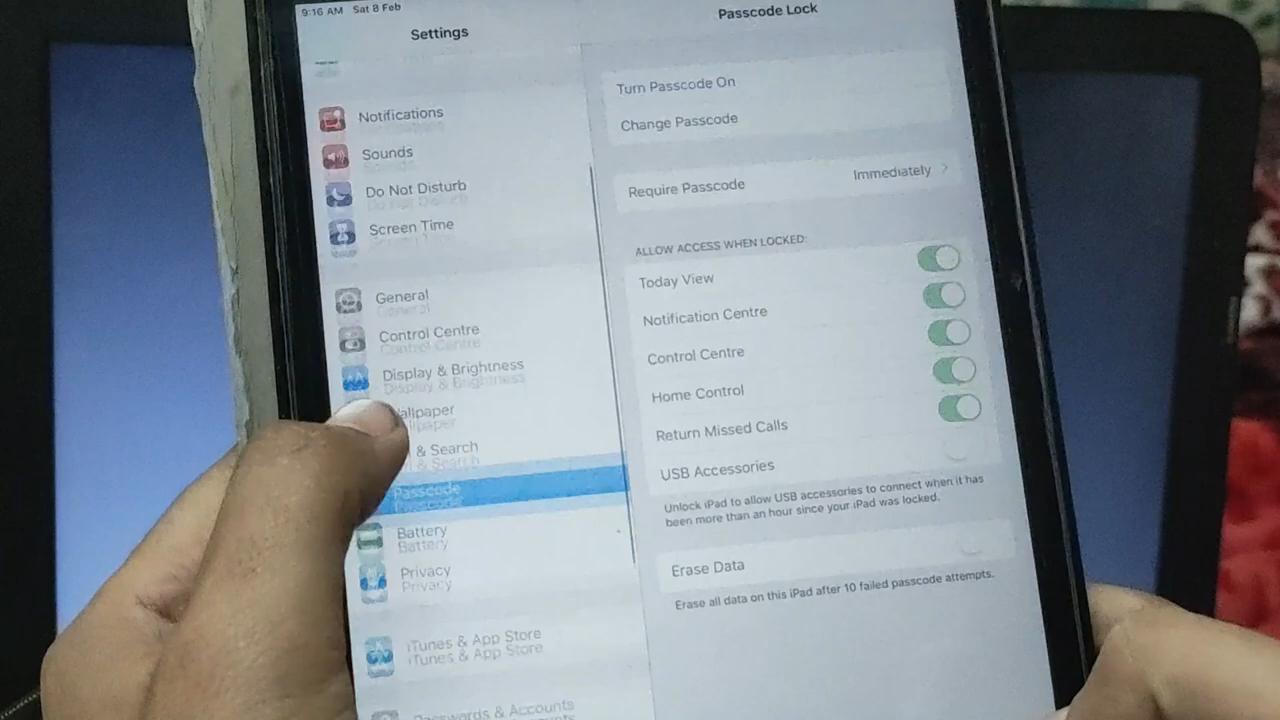 9:16 AM Sat 8 Feb
Settings
Notifications
Sounds
Do Not Disturb
Screen Time
General
Control Centre
Display & Brightness
allpaper
& Search
Passcode
Battery
Privacy
iTunes & App Store
Passwords & Accounts
Passcode Lock
Turn Passcode On
Change Passcode
Require Passcode Immediately
ALLOW ACCESS WHEN LOCKED:
Today View
Notification Centre
Control Centre
Home Control
Return Missed Calls
USB Accessories
Unlock iPad to allow USB accessories to connect when it has
been more than an hour since your iPad was locked.
Erase Data
Erase all data on this iPad after 10 failed passcode attempts.